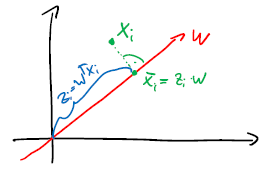 xᵢ
w
zᵢ = wᵀxᵢ
x̄ᵢ = zᵢ·w